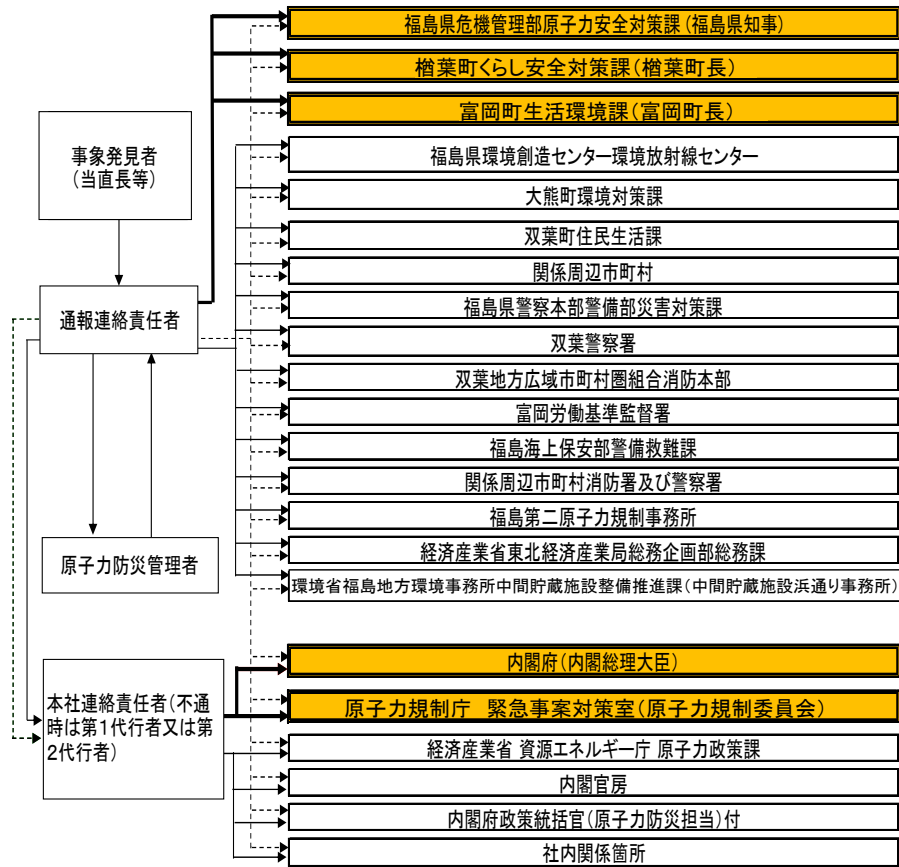 福島県危機管理部原子力安全対策課(福島県知事)
楢葉町くらし安全対策課(楢葉町長)
富岡町生活環境課(富岡町長)
事象発見者
(当直長等)
福島県環境創造センター環境放射線センター
大熊町環境対策課
双葉町住民生活課
関係周辺市町村
通報連絡責任者
福島県警察本部警備部災害対策課
双葉警察署
双葉地方広域市町村圏組合消防本部
富岡労働基準監督署
福島海上保安部警備救難課
関係周辺市町村消防署及び警察署
福島第二原子力規制事務所
原子力防災管理者
経済産業省東北経済産業局総務企画部総務課
環境省福島地方環境事務所中間貯蔵施設整備推進課(中間貯蔵施設浜通り事務所)
内閣府(内閣総理大臣)
本社連絡責任者(不通
時は第1代行者又は第
2代行者)
原子力規制庁 緊急事案対策室(原子力規制委員会)
経済産業省 資源エネルギー庁 原子力政策課
内閣官房
内閣府政策統括官(原子力防災担当)付
社内関係箇所